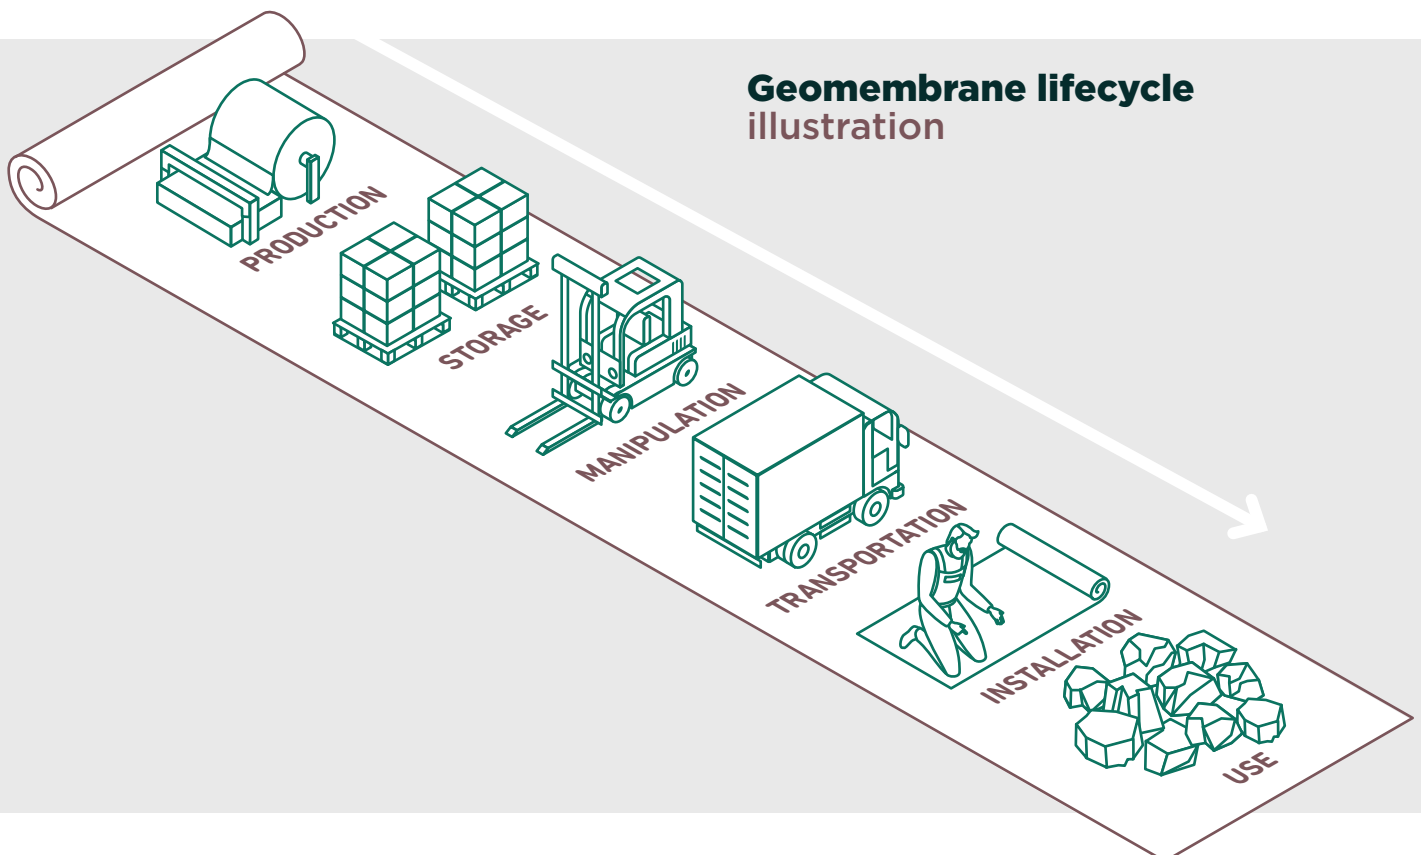 Geomembrane lifecycle
illustration
PRODUCTION
STORAGE
MANIPULATION
TRANSPORTATION
INSTALLATION
USE